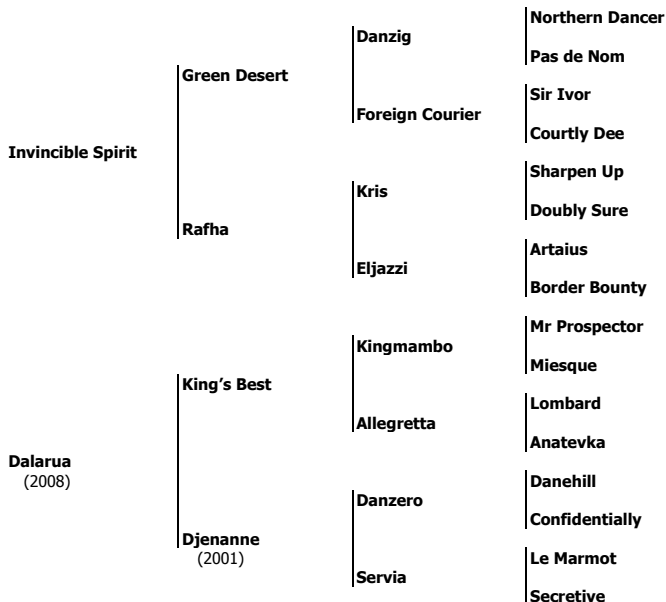 Invincible Spirit
Green Desert
Danzig
Northern Dancer
Pas de Nom
Foreign Courier
Sir Ivor
Courtly Dee
Rafha
Kris
Sharpen Up
Doubly Sure
Eljazzi
Artaius
Border Bounty
Dalarua
(2008)
King's Best
Kingmambo
Mr Prospector
Miesque
Allegretta
Lombard
Anatevka
Djenanne
(2001)
Danzero
Danehill
Confidentially
Servia
Le Marmot
Secretive